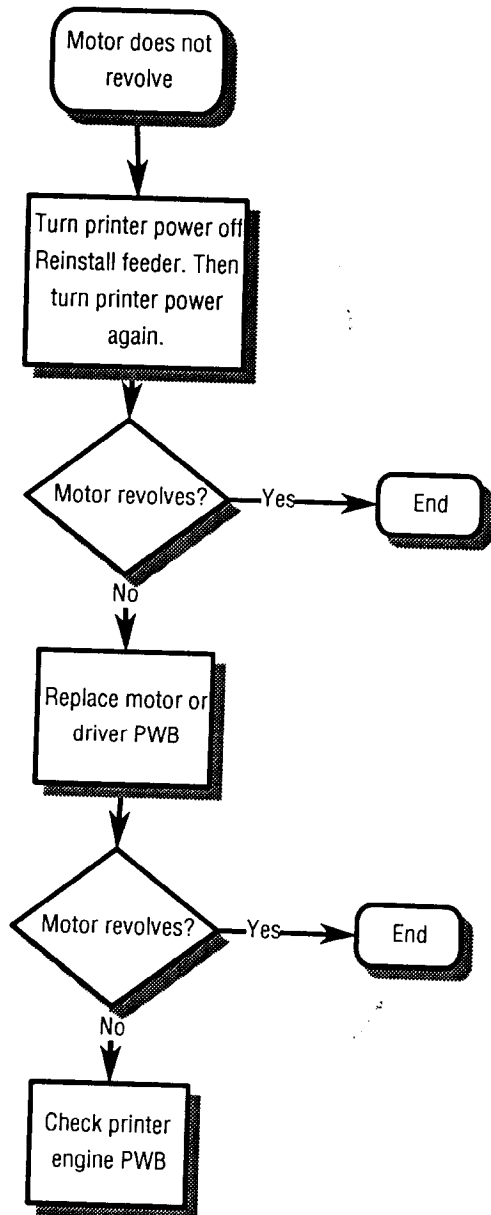 Motor does not
revolve
Turn printer power off
Reinstall feeder. Then
turn printer power
again.
Motor revolves?
Yes
End
No
Replace motor or
driver PWB
Motor revolves?
Yes
End
No
Check printer
engine PWB